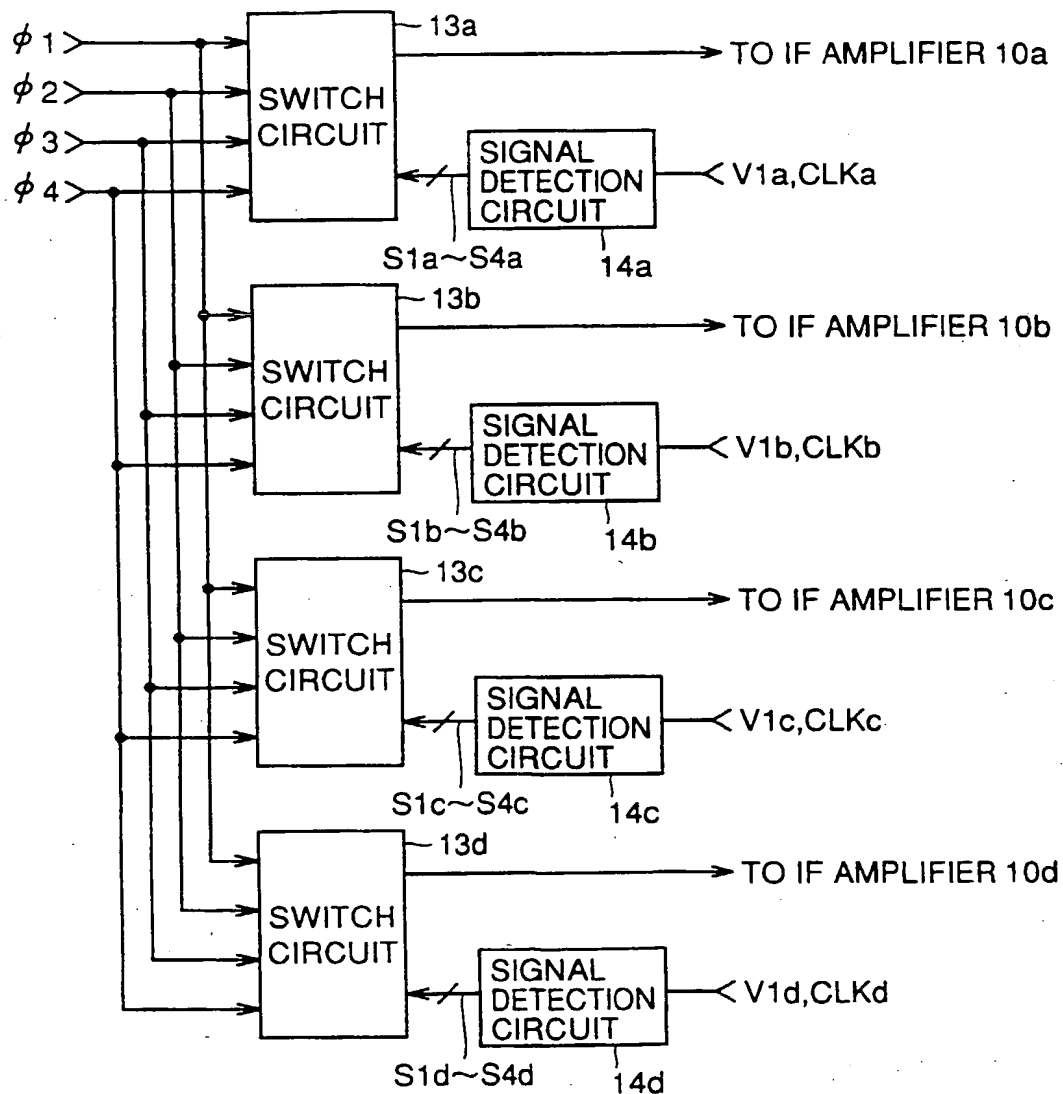 13a
ϕ1
TO IF AMPLIFIER 10a
ϕ2
SWITCH
CIRCUIT
ϕ3
SIGNAL
DETECTION
CIRCUIT
V1a,CLKa
ϕ4
S1a~S4a
14a
13b
TO IF AMPLIFIER 10b
SWITCH
CIRCUIT
SIGNAL
DETECTION
CIRCUIT
V1b,CLKb
S1b~S4b
14b
13c
TO IF AMPLIFIER 10c
SWITCH
CIRCUIT
SIGNAL
DETECTION
CIRCUIT
V1c,CLKc
S1c~S4c
14c
13d
TO IF AMPLIFIER 10d
SWITCH
CIRCUIT
SIGNAL
DETECTION
CIRCUIT
V1d,CLKd
S1d~S4d
14d